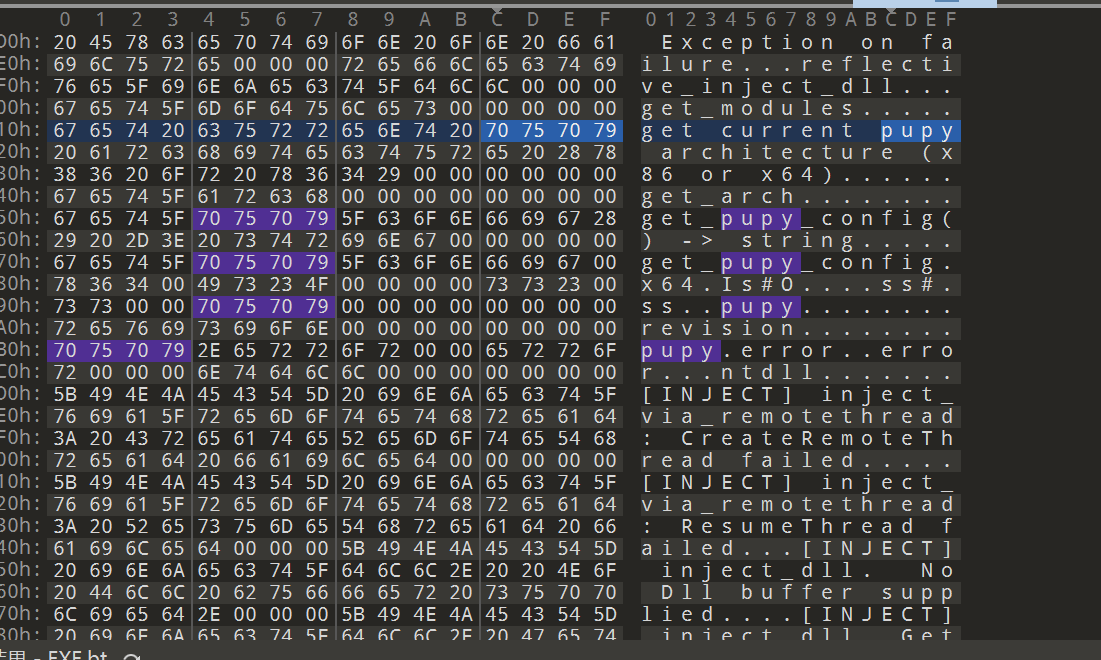 0 1 2 3 4 5 6 7 8 9 A B C D E F 0123456789ABCDEF
00h: 20 45 78 63 65 70 74 69 6F 6E 20 6F 6E 20 66 61 Exception on fa
E0h: 69 6C 75 72 65 00 00 00 72 65 66 6C 65 63 74 69 ilure...reflecti
F0h: 76 65 5F 69 6E 6A 65 63 74 5F 64 6C 6C 00 00 00 ve_inject_dll...
00h: 67 65 74 5F 6D 6F 64 75 6C 65 73 00 00 00 00 00 get_modules.....
10h: 67 65 74 20 63 75 72 72 65 6E 74 20 70 75 70 79 get current pupy
20h: 20 61 72 63 68 69 74 65 63 74 75 72 65 20 28 78 architecture (x
30h: 38 36 20 6F 72 20 78 36 34 29 00 00 00 00 00 00 86 or x64)......
40h: 67 65 74 5F 61 72 63 68 00 00 00 00 00 00 00 00 get_arch........
50h: 67 65 74 5F 70 75 70 79 5F 63 6F 6E 66 69 67 28 get_pupy_config(
60h: 29 20 2D 3E 20 73 74 72 69 6E 67 00 00 00 00 00 ) -> string.....
70h: 67 65 74 5F 70 75 70 79 5F 63 6F 6E 66 69 67 00 get_pupy_config.
80h: 78 36 34 00 49 73 23 4F 00 00 00 00 73 73 23 00 x64.Is#O....ss#.
90h: 73 73 00 00 70 75 70 79 00 00 00 00 00 00 00 00 ss..pupy........
A0h: 72 65 76 69 73 69 6F 6E 00 00 00 00 00 00 00 00 revision........
B0h: 70 75 70 79 2E 65 72 72 6F 72 00 00 65 72 72 6F pupy.error..erro
C0h: 72 00 00 00 6E 74 64 6C 6C 00 00 00 00 00 00 00 r...ntdll.......
D0h: 5B 49 4E 4A 45 43 54 5D 20 69 6E 6A 65 63 74 5F [INJECT] inject_
E0h: 76 69 61 5F 72 65 6D 6F 74 65 74 68 72 65 61 64 via_remotethread
F0h: 3A 20 43 72 65 61 74 65 52 65 6D 6F 74 65 54 68 : CreateRemoteTh
00h: 72 65 61 64 20 66 61 69 6C 65 64 2E 00 00 00 00 read failed.....
10h: 5B 49 4E 4A 45 43 54 5D 20 69 6E 6A 65 63 74 5F [INJECT] inject_
20h: 76 69 61 5F 72 65 6D 6F 74 65 74 68 72 65 61 64 via_remotethread
30h: 3A 20 52 65 73 75 6D 65 54 68 72 65 61 64 20 66 : ResumeThread f
40h: 61 69 6C 65 64 00 00 00 5B 49 4E 4A 45 43 54 5D ailed...[INJECT]
50h: 20 69 6E 6A 65 63 74 5F 64 6C 6C 2E 20 20 4E 6F inject_dll. No
60h: 20 44 6C 6C 20 62 75 66 66 65 72 20 73 75 70 70 Dll buffer supp
70h: 6C 69 65 64 2E 00 00 00 5B 49 4E 4A 45 43 54 5D lied....[INJECT]
80h: 20 69 6E 6A 65 63 74 5F 64 6C 6C 2E 20 47 65 74 inject_dll. Get
果 - EXE.bt